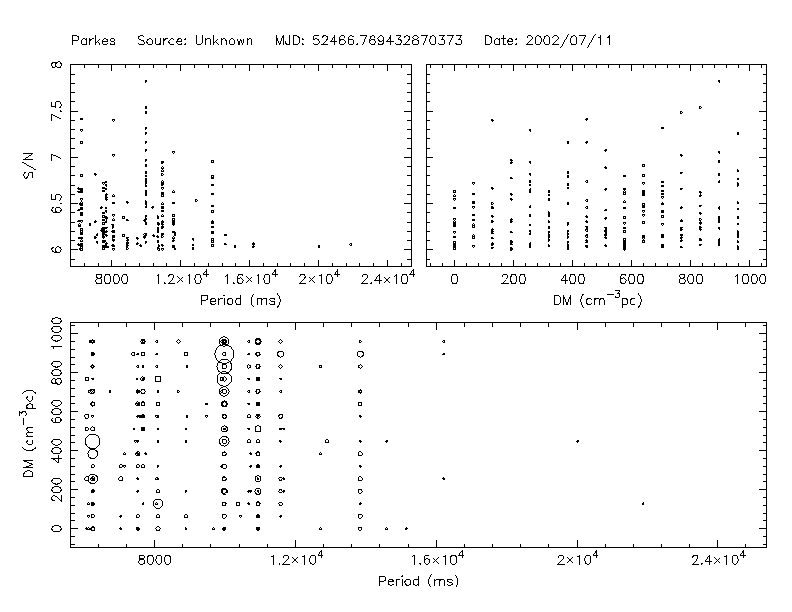 Parkes Source: Unknown MJD: 52466.769432870373 Date: 2002/07/11
8
7.5
7
6.5
6
S/N
8000 1.2×10⁴ 1.6×10⁴ 2×10⁴ 2.4×10⁴
Period (ms)
0 200 400 600 800 1000
DM (cm⁻³pc)
1000
800
600
400
200
0
DM (cm⁻³pc)
8000 1.2×10⁴ 1.6×10⁴ 2×10⁴ 2.4×10⁴
Period (ms)